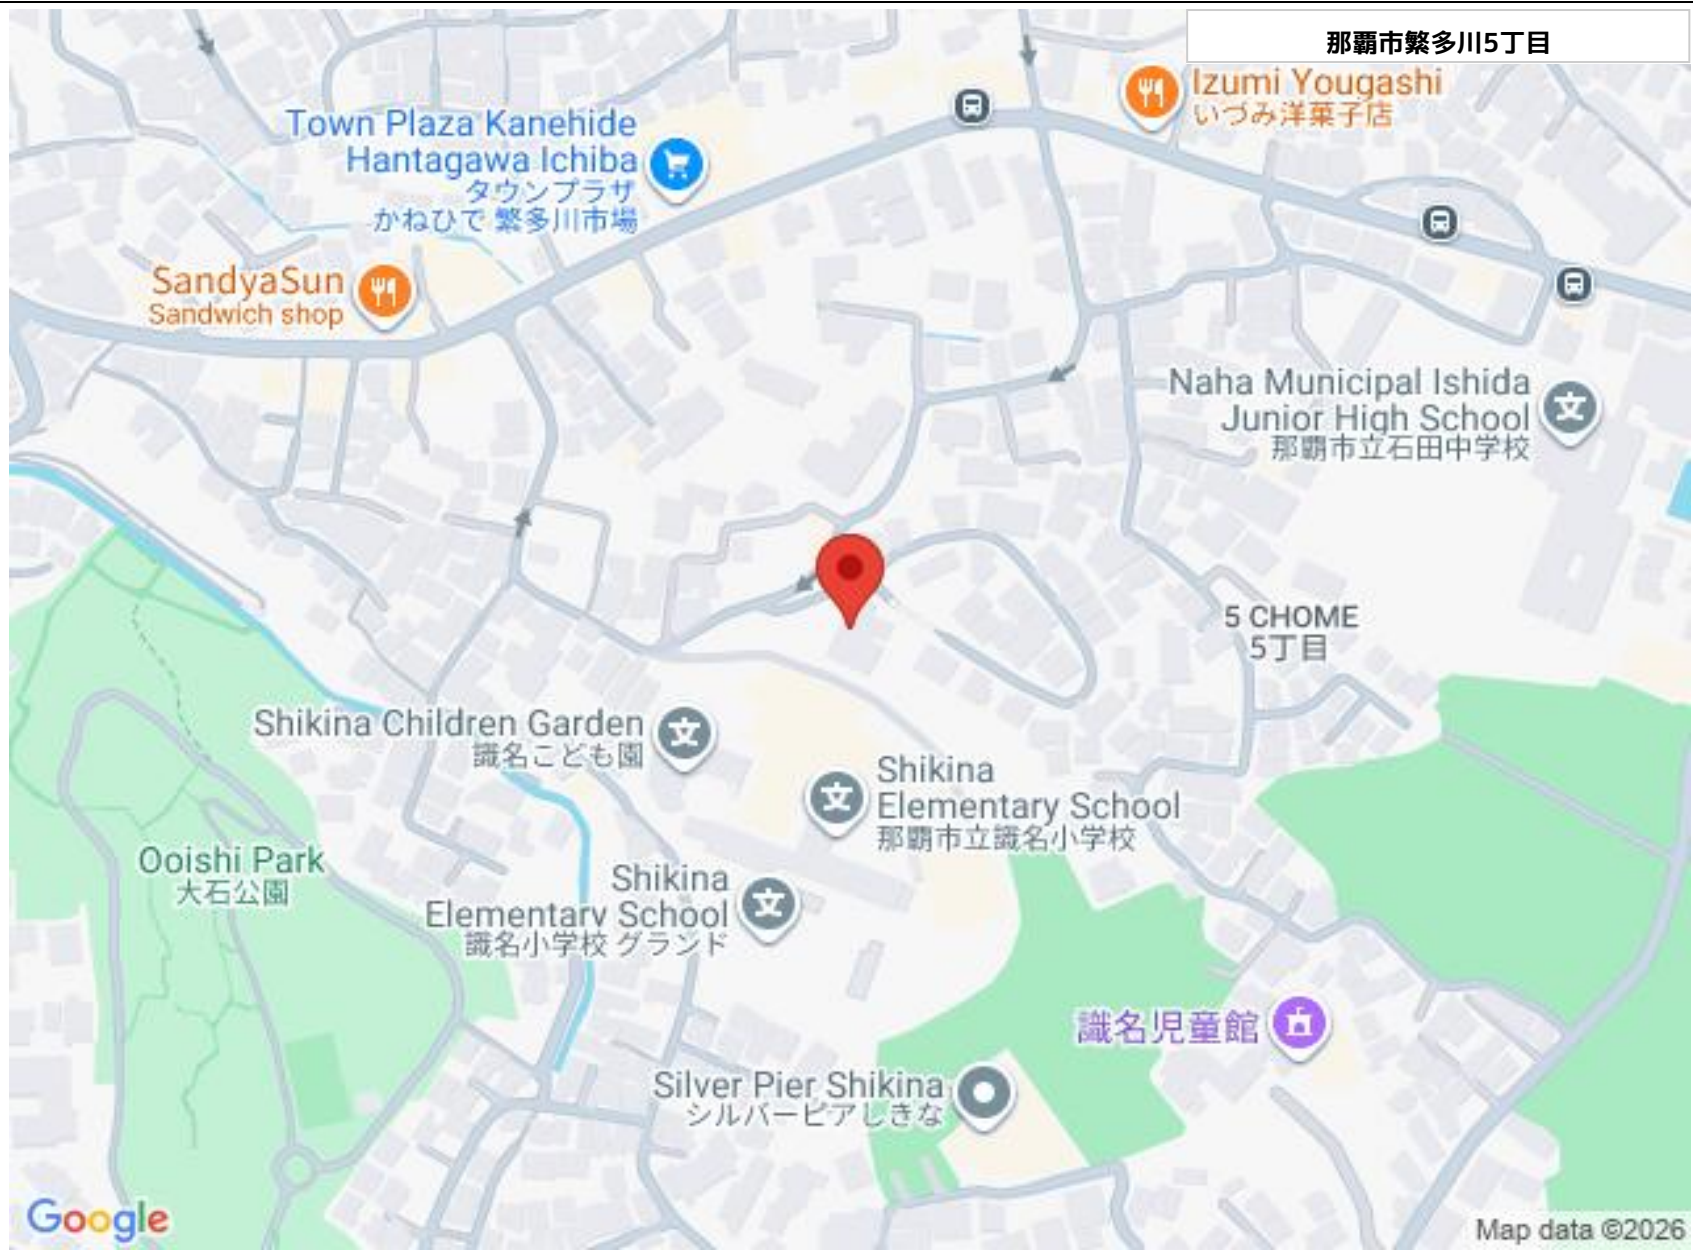 那覇市繁多川5丁目
Izumi Yougashi
いづみ洋菓子店
Town Plaza Kanehide
Hantagawa Ichiba
タウンプラザ
かねひで 繁多川市場
SandyaSun
Sandwich shop
Naha Municipal Ishida
Junior High School
那覇市立石田中学校
5 CHOME
5丁目
Shikina Children Garden
識名こども園
Shikina
Elementary School
那覇市立識名小学校
Ooishi Park
大石公園
Shikina
Elementary School
識名小学校 グランド
識名児童館
Silver Pier Shikina
シルバーピアしきな
Google
Map data ©2026